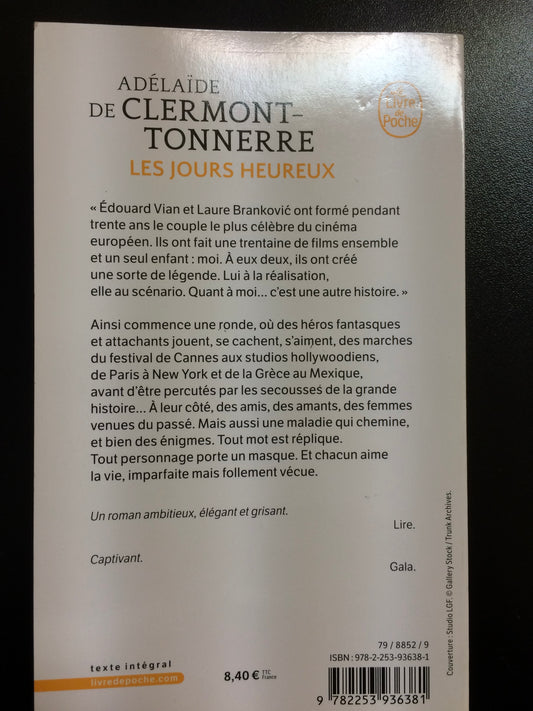 ADÉLAÏDE
DE CLERMONT-
TONNERRE
LES JOURS HEUREUX
Le
Livre
de
Poche
« Édouard Vian et Laure Branković ont formé pendant
trente ans le couple le plus célèbre du cinéma
européen. Ils ont fait une trentaine de films ensemble
et un seul enfant : moi. À eux deux, ils ont créé
une sorte de légende. Lui à la réalisation,
elle au scénario. Quant à moi... c'est une autre histoire. »
Ainsi commence une ronde, où des héros fantasques
et attachants jouent, se cachent, s'aiment, des marches
du festival de Cannes aux studios hollywoodiens,
de Paris à New York et de la Grèce au Mexique,
avant d'être percutés par les secousses de la grande
histoire... À leur côté, des amis, des amants, des femmes
venues du passé. Mais aussi une maladie qui chemine,
et bien des énigmes. Tout mot est réplique.
Tout personnage porte un masque. Et chacun aime
la vie, imparfaite mais follement vécue.
Un roman ambitieux, élégant et grisant.
Lire.
Captivant.
Gala.
Couverture : Studio LGF. © Gallery Stock / Trunk Archives.
texte intégral
livredepoche.com
8,40 € TTC
France
79 / 8852 / 9
ISBN : 978-2-253-93638-1
9 782253 936381